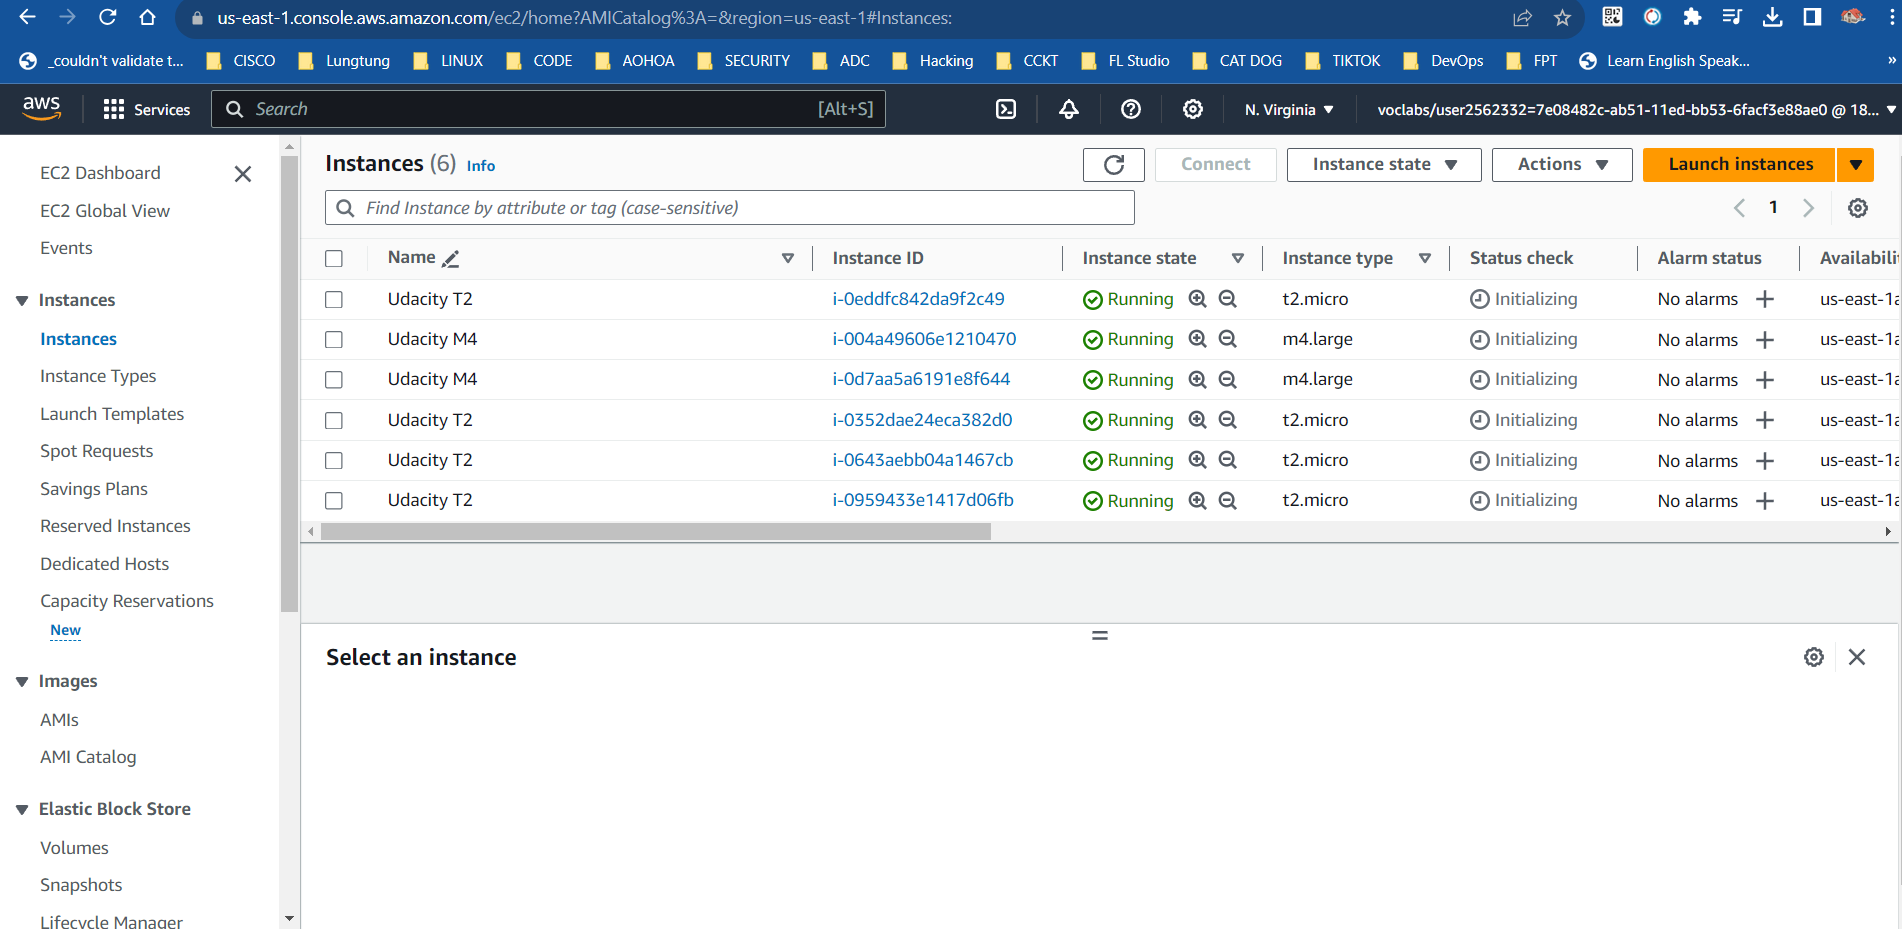 us-east-1.console.aws.amazon.com/ec2/home?AMICatalog%3A=&region=us-east-1#Instances:
_couldn't validate t... CISCO Lungtung LINUX CODE AOHOA SECURITY ADC Hacking CCKT FL Studio CAT DOG TIKTOK DevOps FPT Learn English Speak... »
aws Services Search [Alt+S] N. Virginia voclabs/user2562332=7e08482c-ab51-11ed-bb53-6facf3e88ae0 @ 18...
EC2 Dashboard
EC2 Global View
Events
Instances
Instances
Instance Types
Launch Templates
Spot Requests
Savings Plans
Reserved Instances
Dedicated Hosts
Capacity Reservations
New
Images
AMIs
AMI Catalog
Elastic Block Store
Volumes
Snapshots
Lifecycle Manager
Instances (6) Info Connect Instance state Actions Launch instances
Find Instance by attribute or tag (case-sensitive) 1
Name Instance ID Instance state Instance type Status check Alarm status Availabili
Udacity T2 i-0eddfc842da9f2c49 Running t2.micro Initializing No alarms us-east-1a
Udacity M4 i-004a49606e1210470 Running m4.large Initializing No alarms us-east-1a
Udacity M4 i-0d7aa5a6191e8f644 Running m4.large Initializing No alarms us-east-1a
Udacity T2 i-0352dae24eca382d0 Running t2.micro Initializing No alarms us-east-1a
Udacity T2 i-0643aebb04a1467cb Running t2.micro Initializing No alarms us-east-1a
Udacity T2 i-0959433e1417d06fb Running t2.micro Initializing No alarms us-east-1a
Select an instance